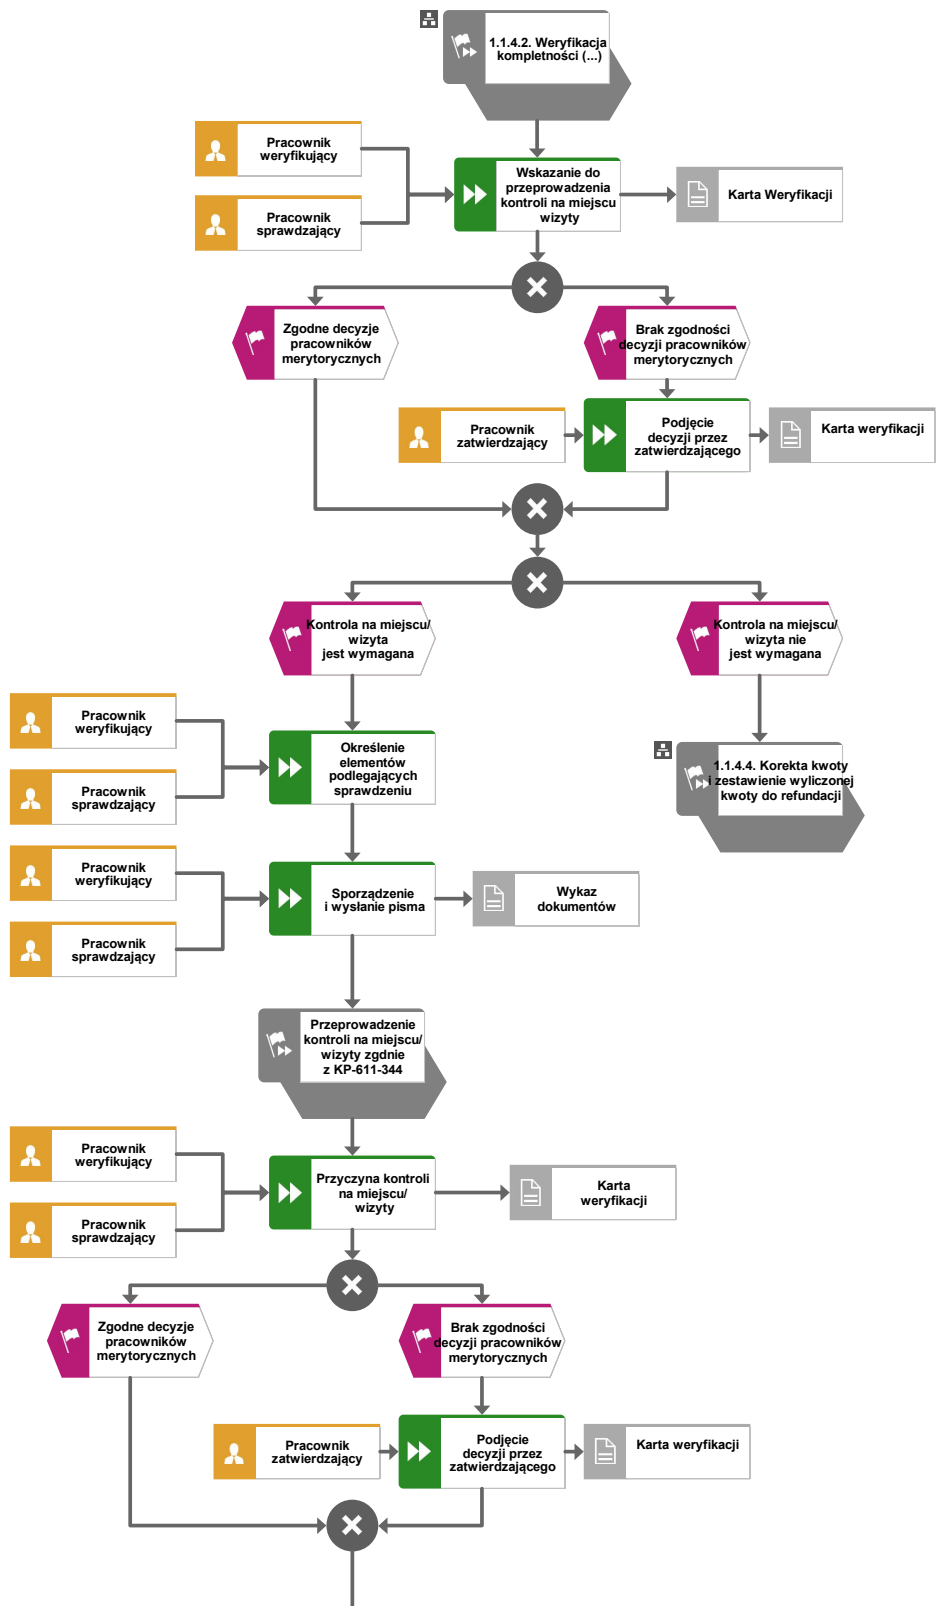 1.1.4.2. Weryfikacja
kompletności (...)
Pracownik
weryfikujący
Pracownik
sprawdzający
Wskazanie do
przeprowadzenia
kontroli na miejscu
wizyty
Karta Weryfikacji
Zgodne decyzje
pracowników
merytorycznych
Brak zgodności
decyzji pracowników
merytorycznych
Pracownik
zatwierdzający
Podjęcie
decyzji przez
zatwierdzającego
Karta weryfikacji
Kontrola na miejscu/
wizyta
jest wymagana
Kontrola na miejscu/
wizyta nie
jest wymagana
Pracownik
weryfikujący
Pracownik
sprawdzający
Określenie
elementów
podlegających
sprawdzeniu
1.1.4.4. Korekta kwoty
i zestawienie wyliczonej
kwoty do refundacji
Pracownik
weryfikujący
Pracownik
sprawdzający
Sporządzenie
i wysłanie pisma
Wykaz
dokumentów
Przeprowadzenie
kontroli na miejscu/
wizyty zgdnie
z KP-611-344
Pracownik
weryfikujący
Pracownik
sprawdzający
Przyczyna kontroli
na miejscu/
wizyty
Karta
weryfikacji
Zgodne decyzje
pracowników
merytorycznych
Brak zgodności
decyzji pracowników
merytorycznych
Pracownik
zatwierdzający
Podjęcie
decyzji przez
zatwierdzającego
Karta weryfikacji